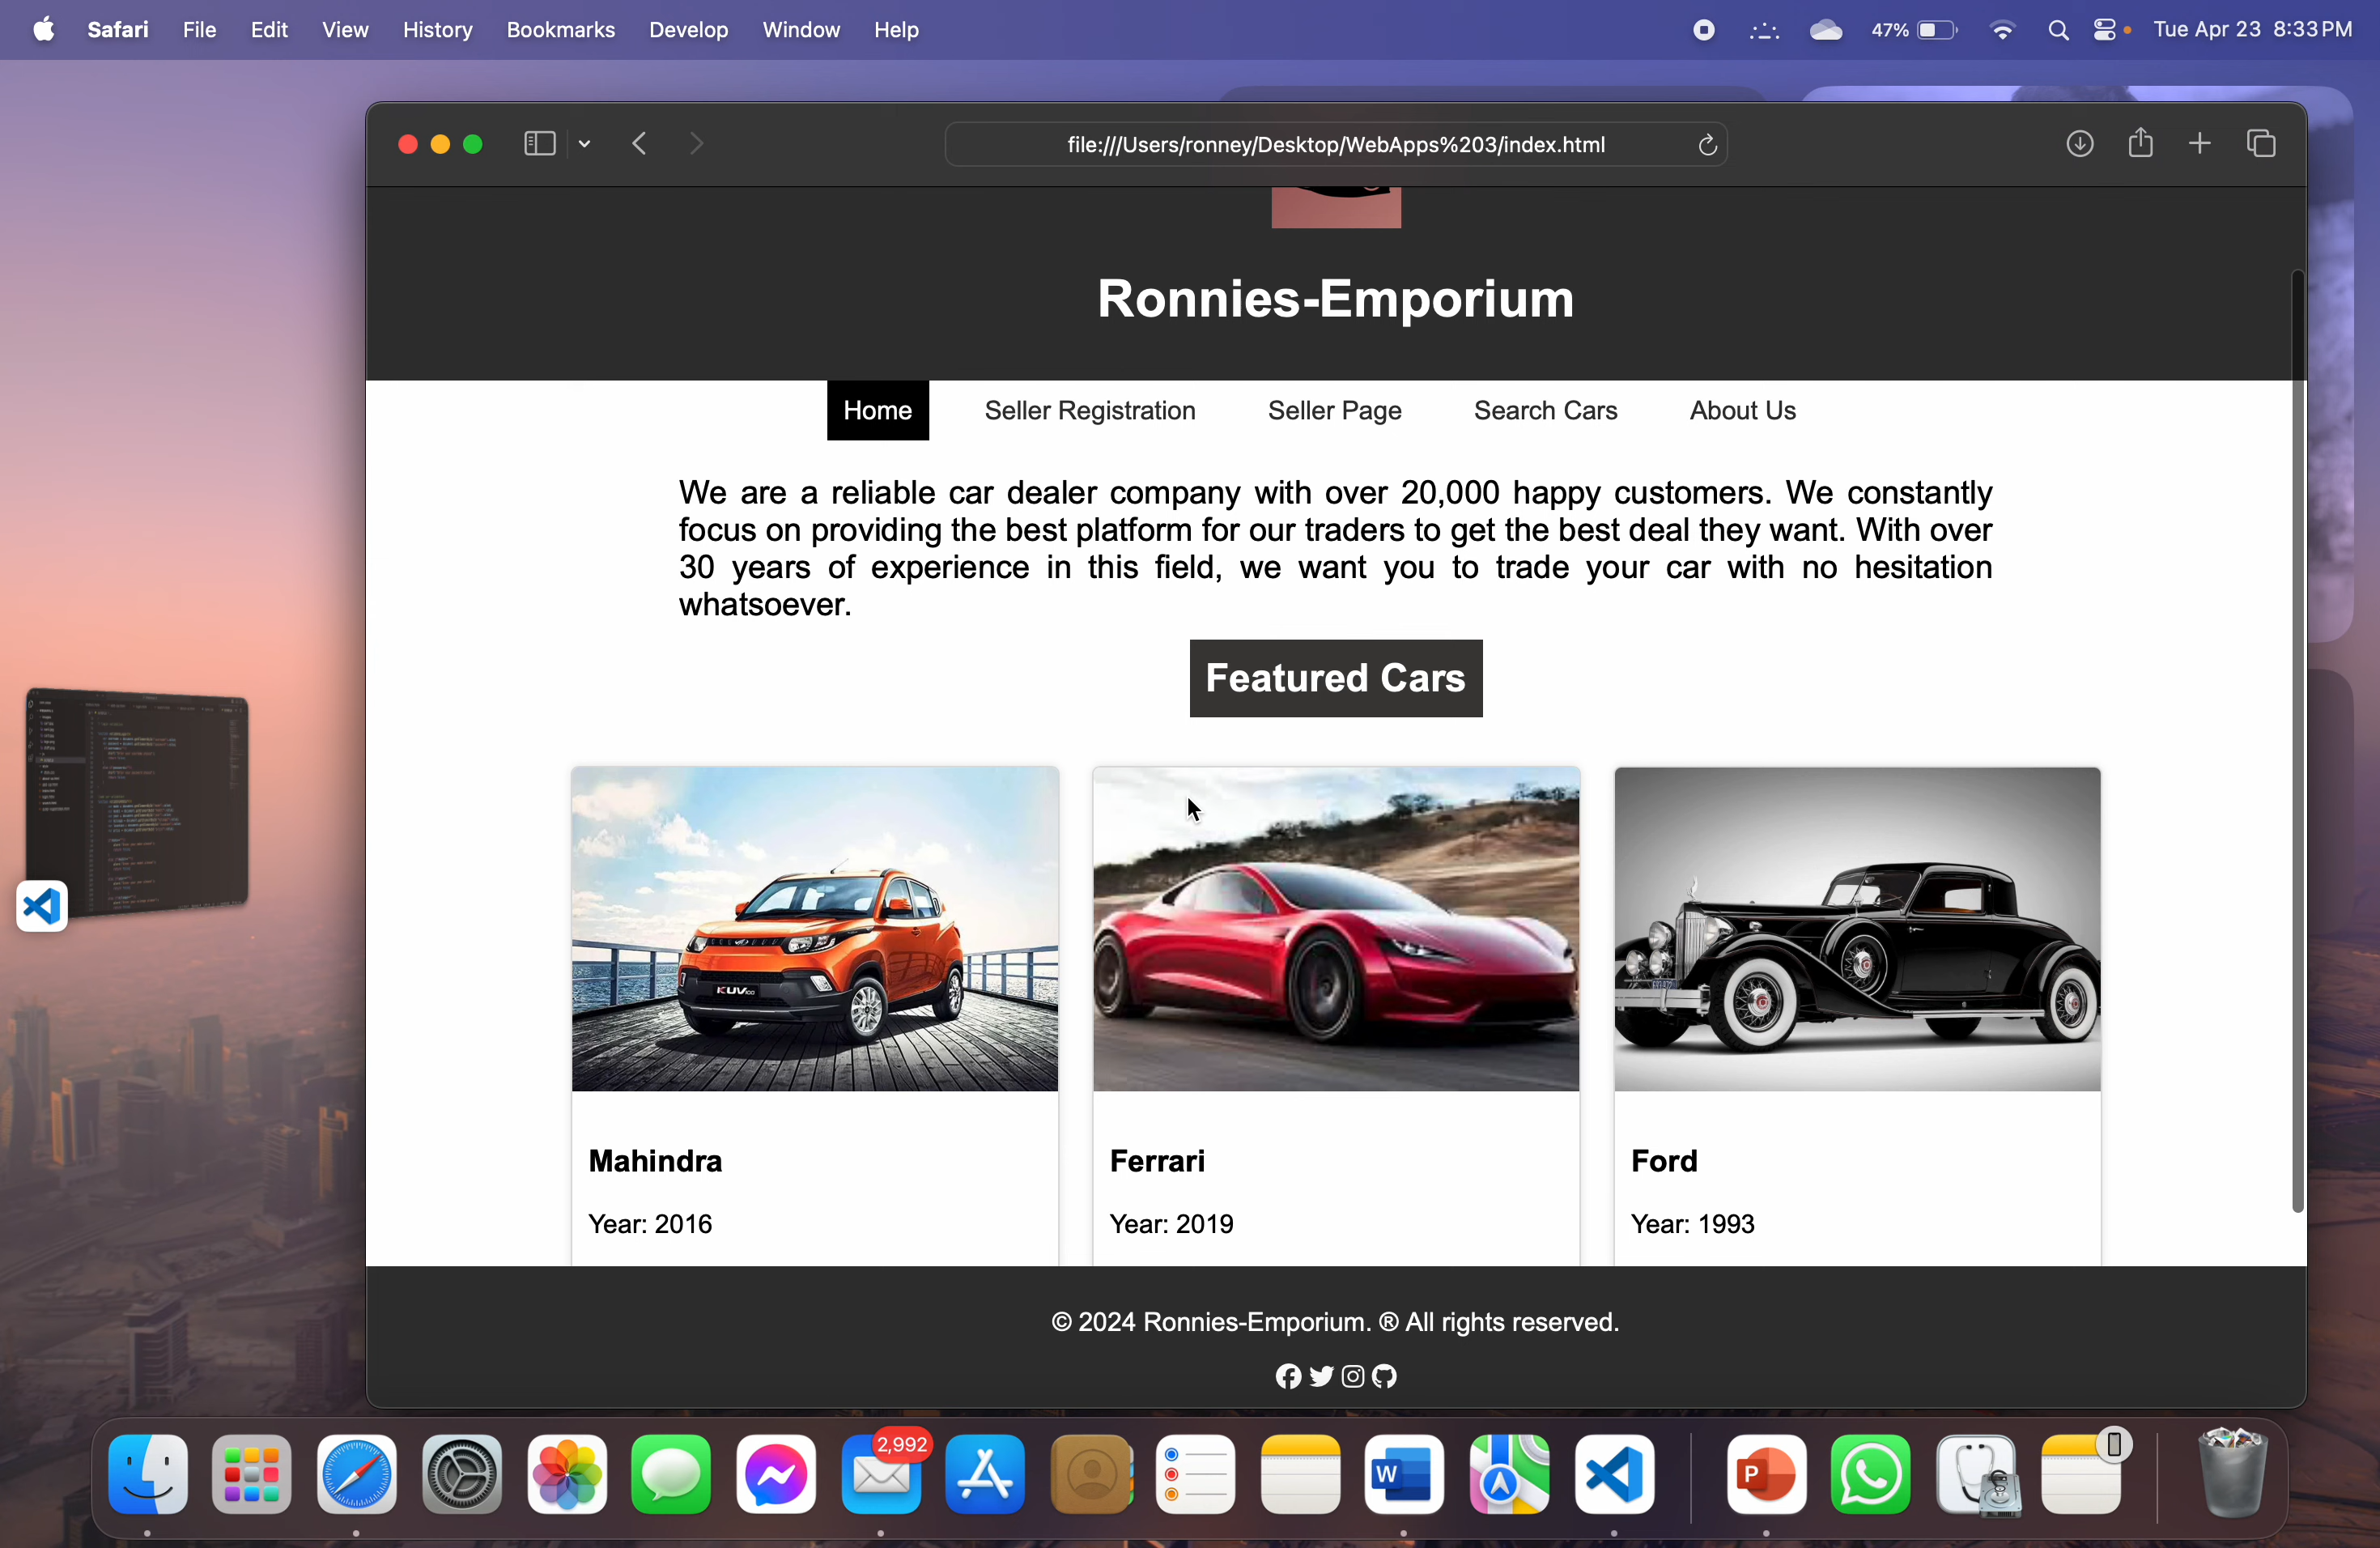 Safari File Edit View History Bookmarks Develop Window Help 47% Tue Apr 23 8:33 PM
file:///Users/ronney/Desktop/WebApps%203/index.html
Ronnies-Emporium
Home Seller Registration Seller Page Search Cars About Us
We are a reliable car dealer company with over 20,000 happy customers. We constantly
focus on providing the best platform for our traders to get the best deal they want. With over
30 years of experience in this field, we want you to trade your car with no hesitation
whatsoever.
Featured Cars
KUV100
Mahindra Ferrari Ford
Year: 2016 Year: 2019 Year: 1993
© 2024 Ronnies-Emporium. ® All rights reserved.
2,992
W
P